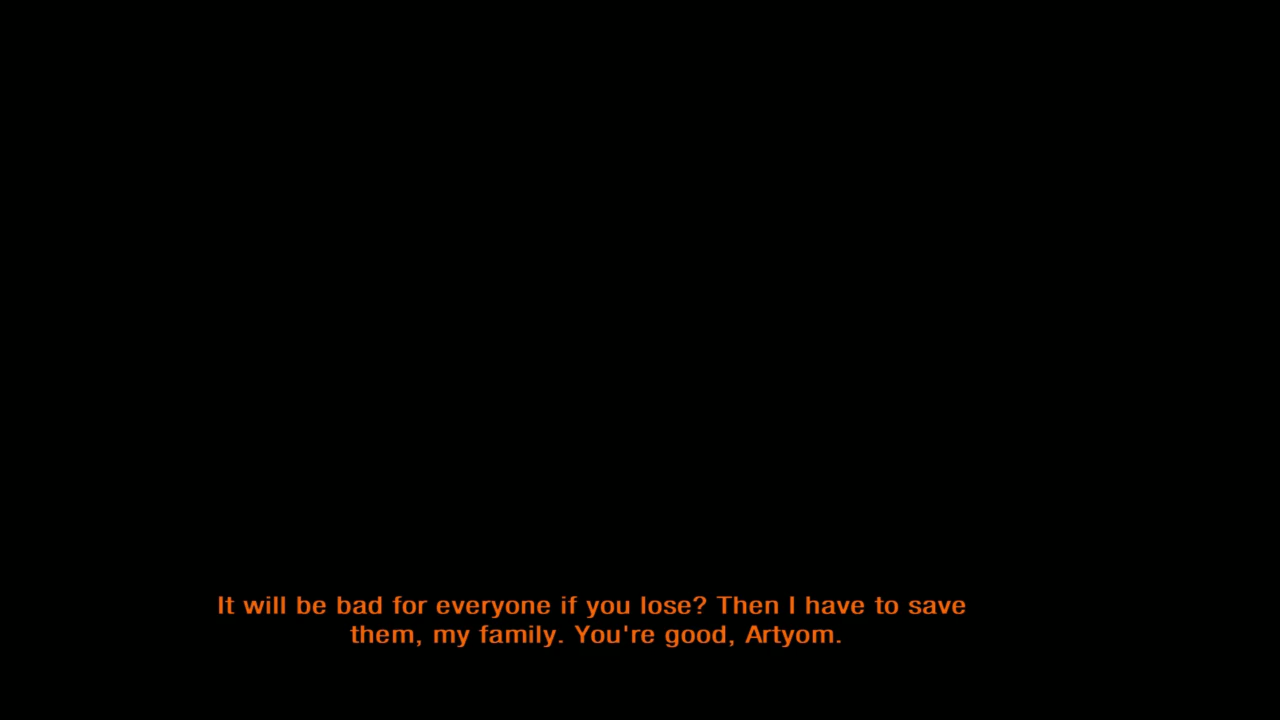 It will be bad for everyone if you lose? Then I have to save
them, my family. You're good, Artyom.